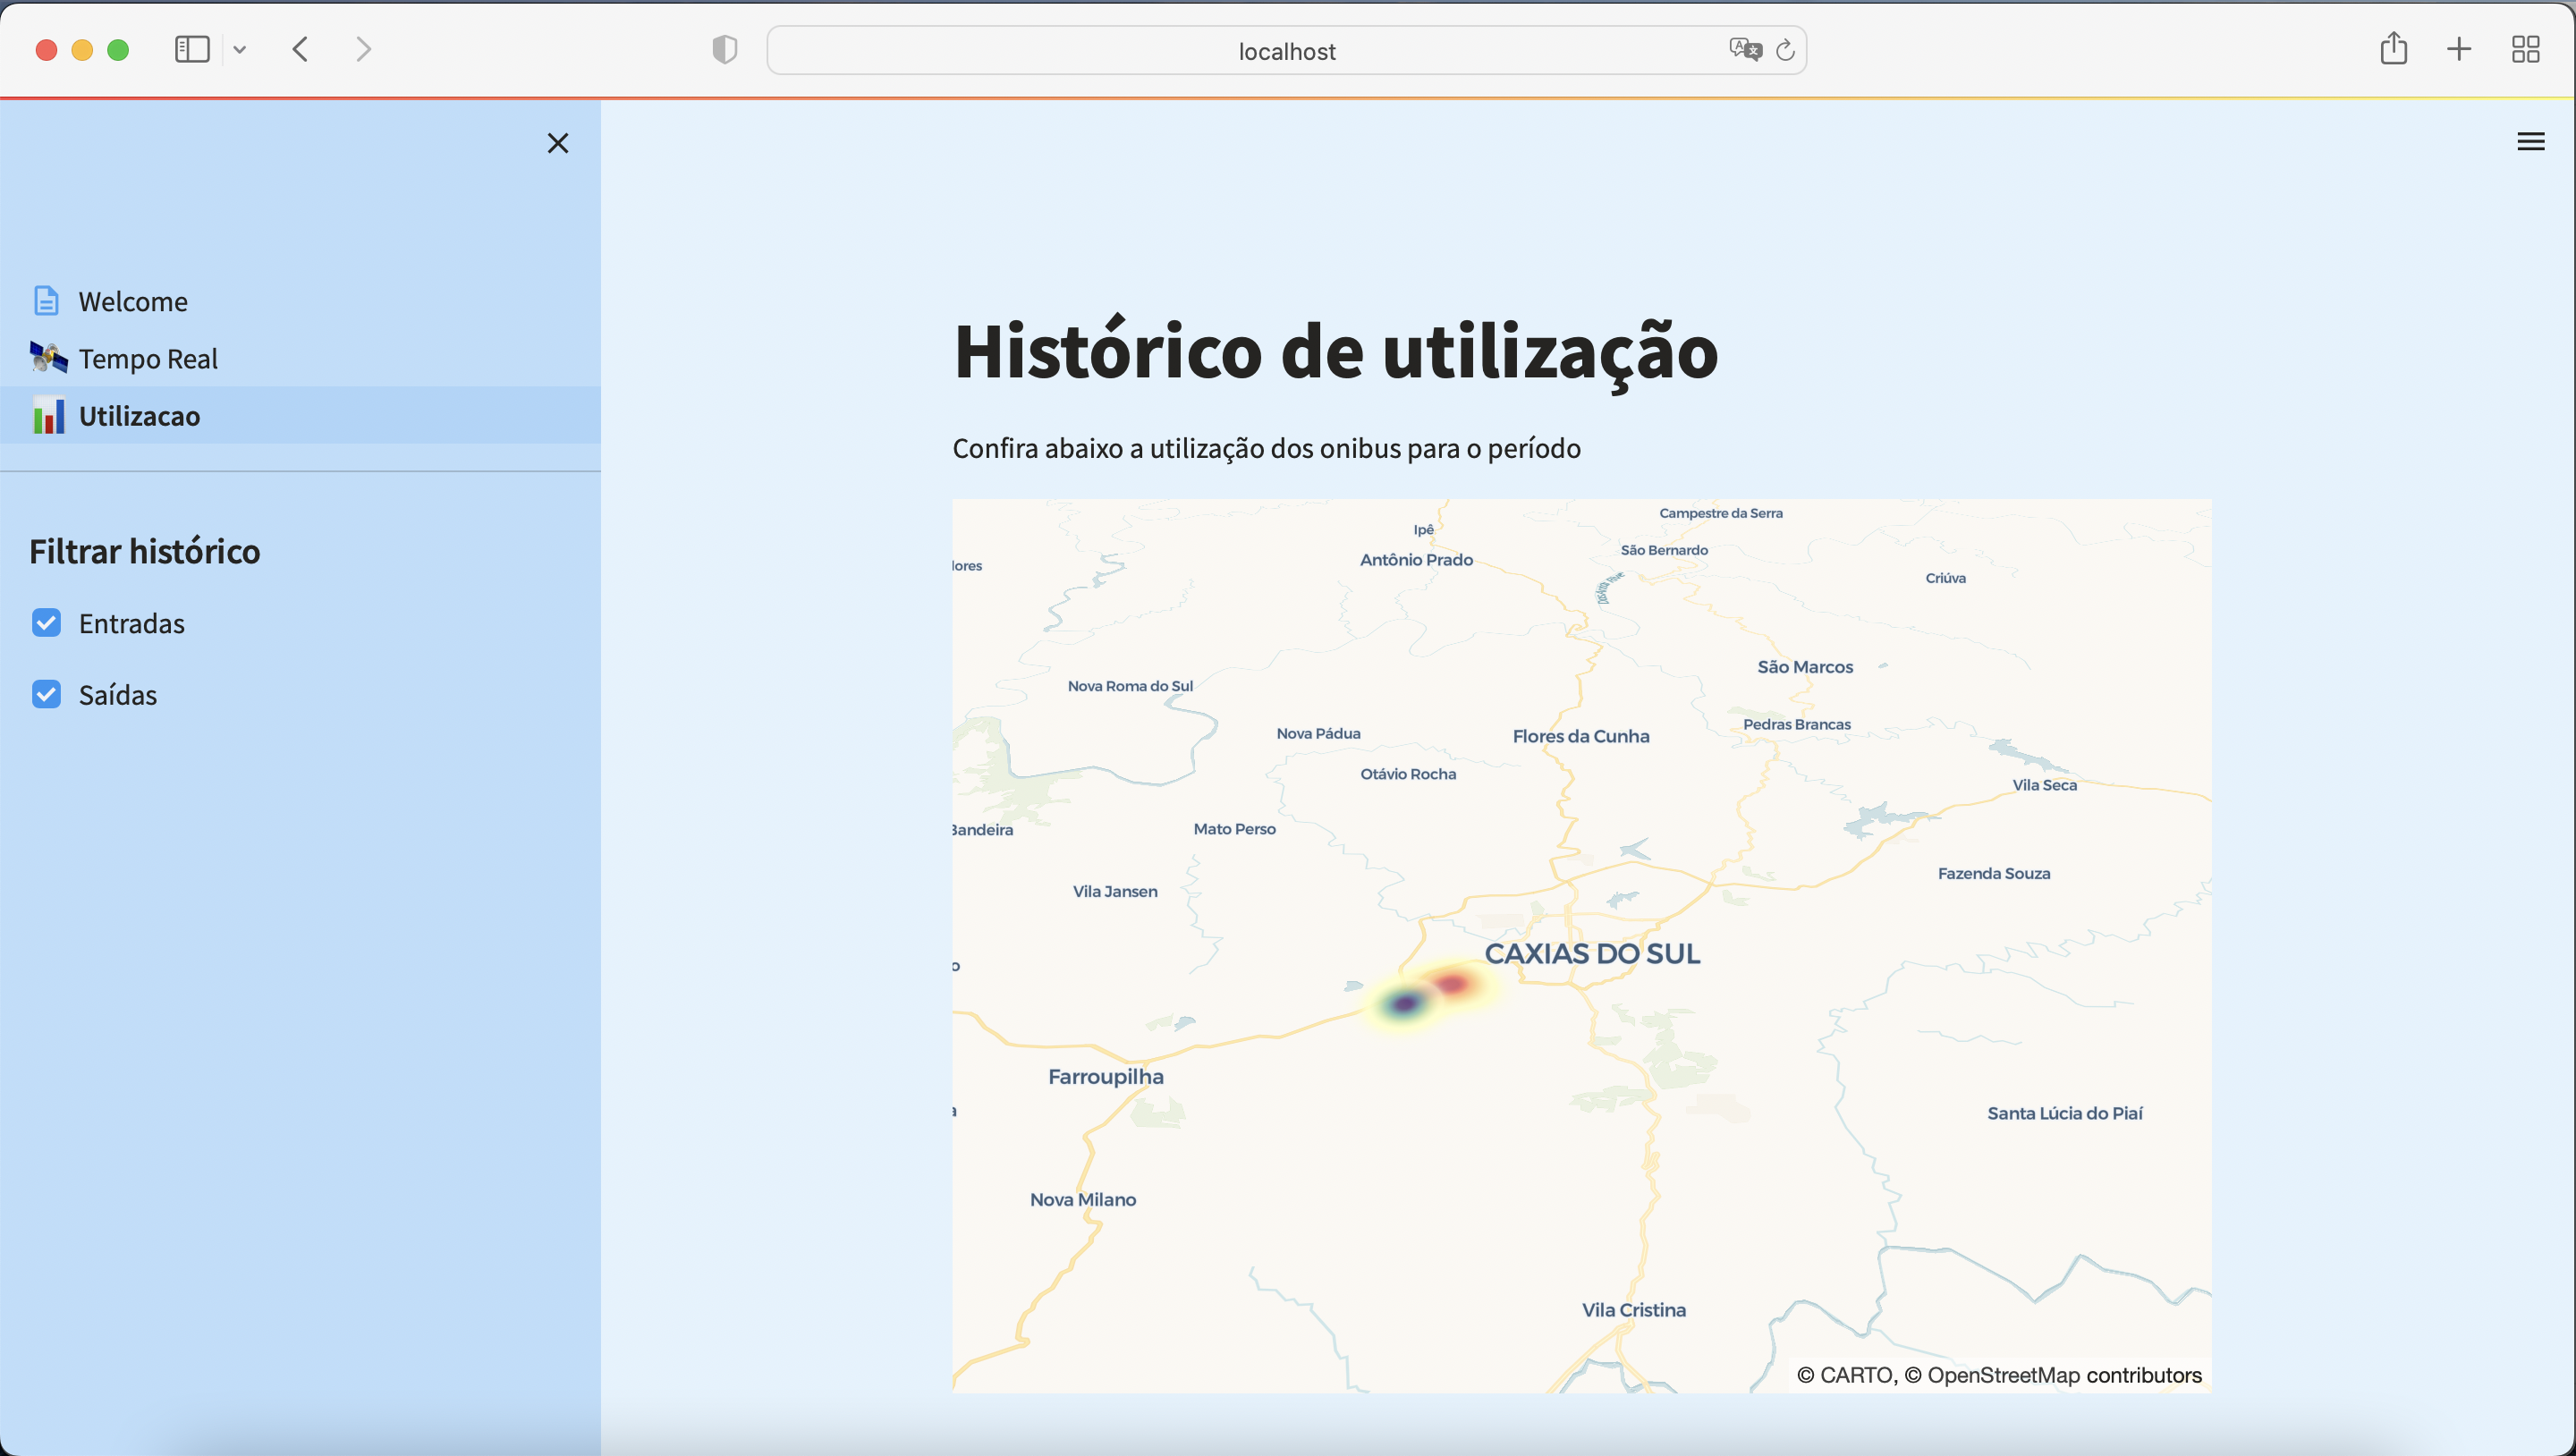 localhost
Welcome
Tempo Real
Utilizacao
Filtrar histórico
Entradas
Saídas
Histórico de utilização
Confira abaixo a utilização dos onibus para o período
Campestre da Serra
Ipê
São Bernardo
Antônio Prado
lores
Criúva
São Marcos
Nova Roma do Sul
Pedras Brancas
Nova Pádua
Flores da Cunha
Otávio Rocha
Vila Seca
Mato Perso
Bandeira
Fazenda Souza
Vila Jansen
CAXIAS DO SUL
o
Farroupilha
a
Santa Lúcia do Piaí
Nova Milano
Vila Cristina
© CARTO, © OpenStreetMap contributors